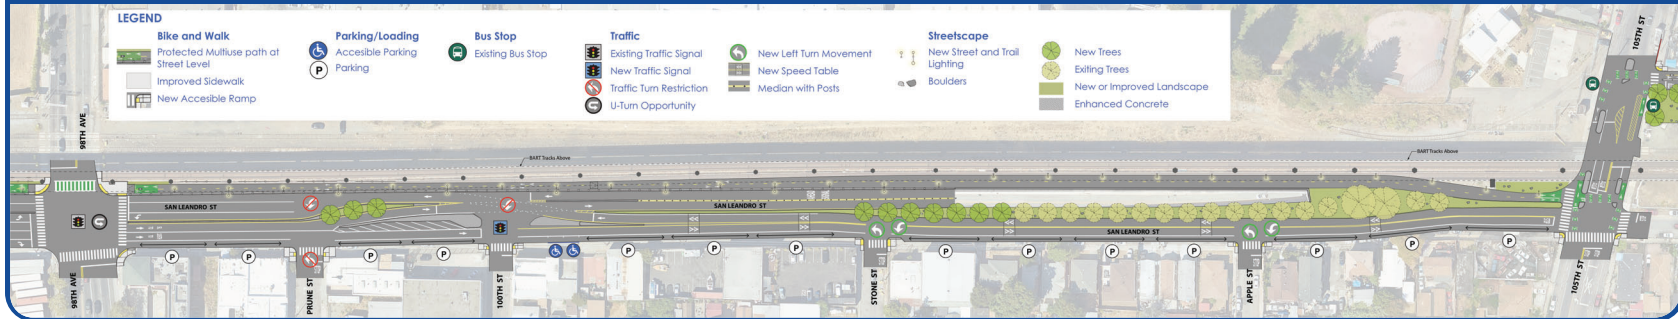 LEGEND
Bike and Walk
Protected Multiuse path at
Street Level
Improved Sidewalk
New Accesible Ramp
Parking/Loading
Accesible Parking
P Parking
Bus Stop
Existing Bus Stop
Traffic
Existing Traffic Signal
New Traffic Signal
Traffic Turn Restriction
U-Turn Opportunity
New Left Turn Movement
New Speed Table
Median with Posts
Streetscape
New Street and Trail
Lighting
Boulders
New Trees
Exiting Trees
New or Improved Landscape
Enhanced Concrete
98TH AVE
105TH ST
BART Tracks Above
BART Tracks Above
SAN LEANDRO ST
SAN LEANDRO ST
SAN LEANDRO ST
P
P
P
P
P
P
P
P
P
P
P
P
P
98TH AVE
PRUNE ST
100TH ST
STONE ST
APPLE ST
105TH ST